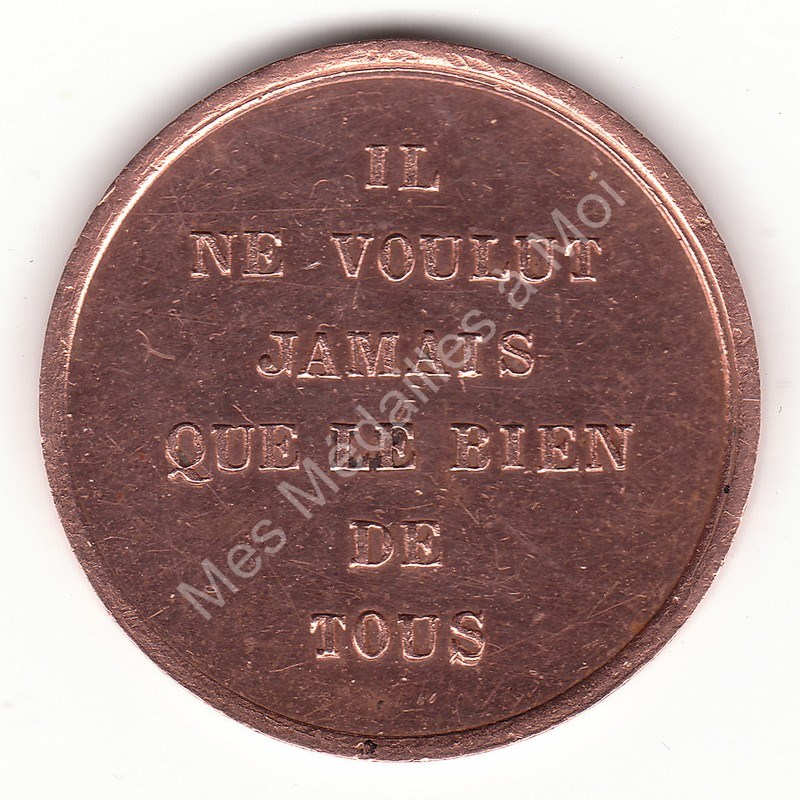 IL
NE VOULUT
JAMAIS
QUE LE BIEN
DE
TOUS
Mes Médailles à Moi